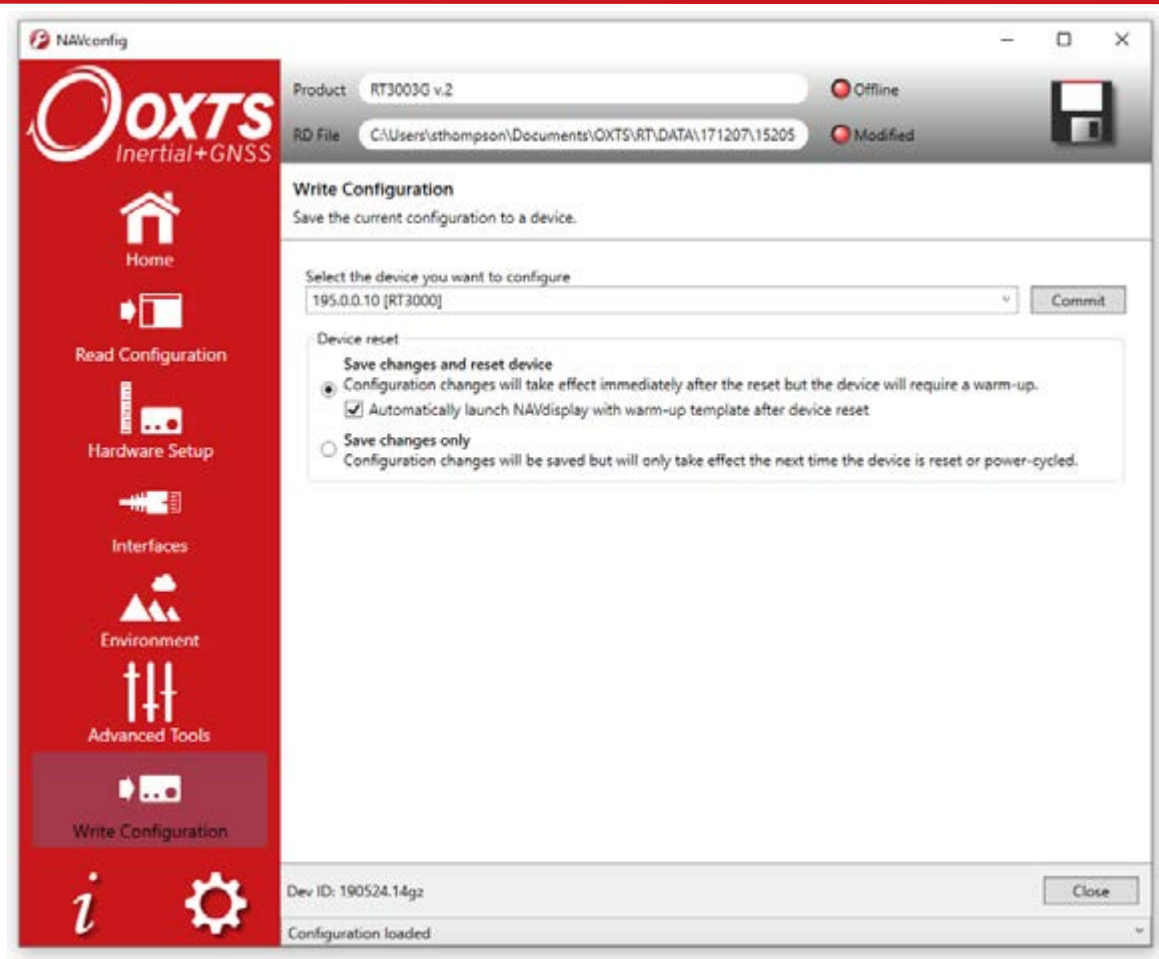 NAVconfig
OXTS
Inertial+GNSS
Product RT3003G v.2 Offline
RD File C:\Users\sthompson\Documents\OXTS\RT\DATA\171207\15205 Modified
Home
Read Configuration
Hardware Setup
Interfaces
Environment
Advanced Tools
Write Configuration
Write Configuration
Save the current configuration to a device.
Select the device you want to configure
195.0.0.10 [RT3000] Commit
Device reset
Save changes and reset device
Configuration changes will take effect immediately after the reset but the device will require a warm-up.
Automatically launch NAVdisplay with warm-up template after device reset
Save changes only
Configuration changes will be saved but will only take effect the next time the device is reset or power-cycled.
i
Dev ID: 190524.14gz Close
Configuration loaded